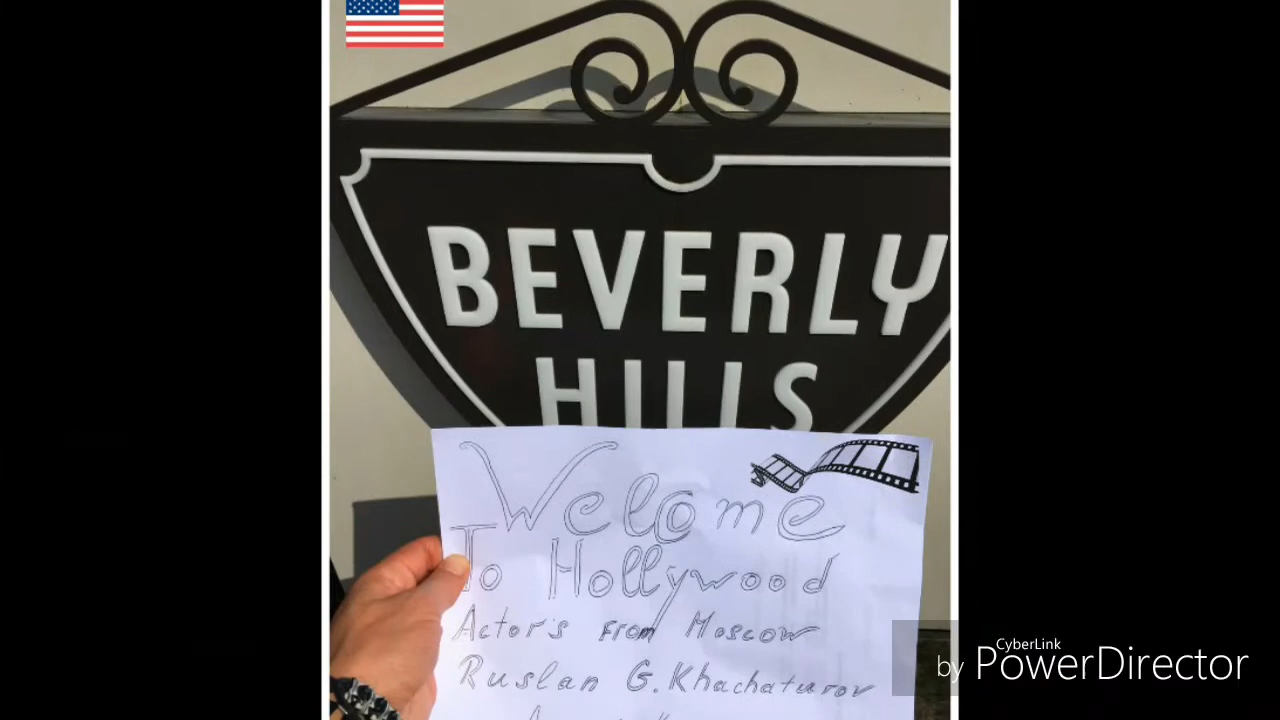 BEVERLY
HILLS
Welcome
To Hollywood
Actor's from Moscow
Ruslan G. Khachaturov
by CyberLink PowerDirector